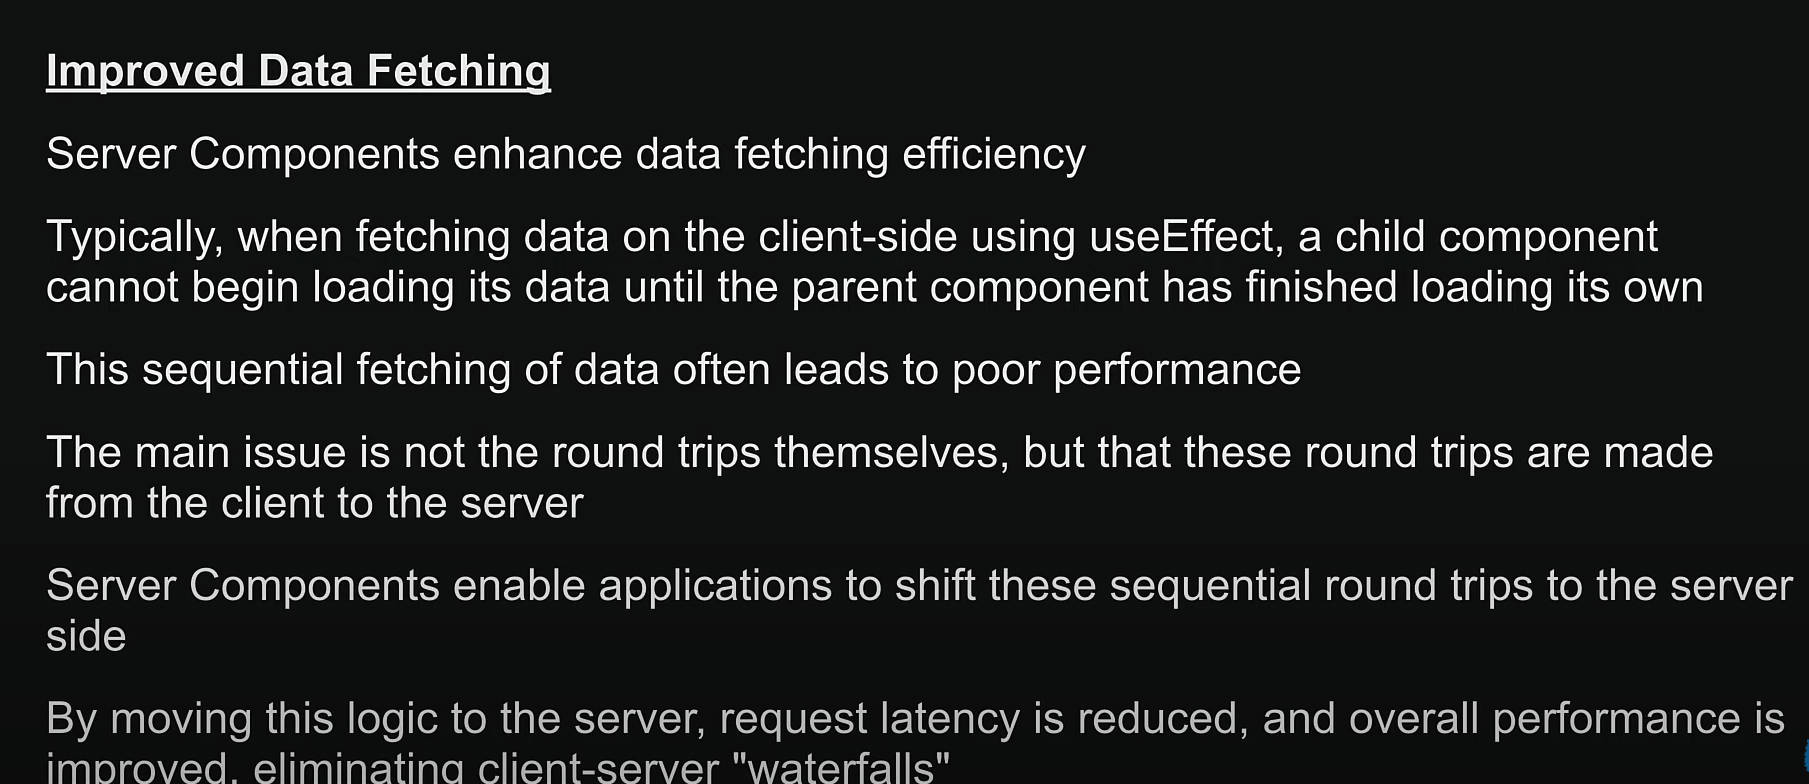 Improved Data Fetching
Server Components enhance data fetching efficiency
Typically, when fetching data on the client-side using useEffect, a child component
cannot begin loading its data until the parent component has finished loading its own
This sequential fetching of data often leads to poor performance
The main issue is not the round trips themselves, but that these round trips are made
from the client to the server
Server Components enable applications to shift these sequential round trips to the server
side
By moving this logic to the server, request latency is reduced, and overall performance is
improved, eliminating client-server "waterfalls"